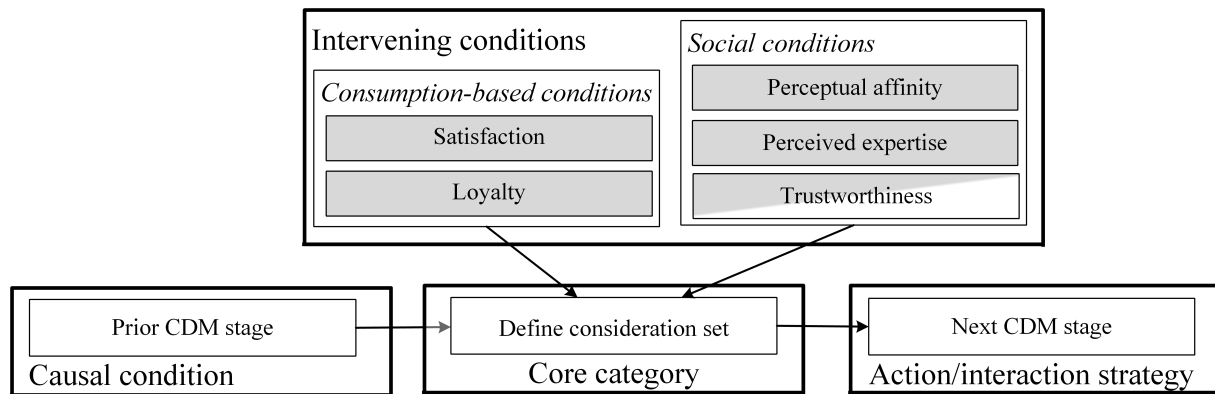 Intervening conditions
Consumption-based conditions
Satisfaction
Loyalty
Social conditions
Perceptual affinity
Perceived expertise
Trustworthiness
Prior CDM stage
Causal condition
Define consideration set
Core category
Next CDM stage
Action/interaction strategy